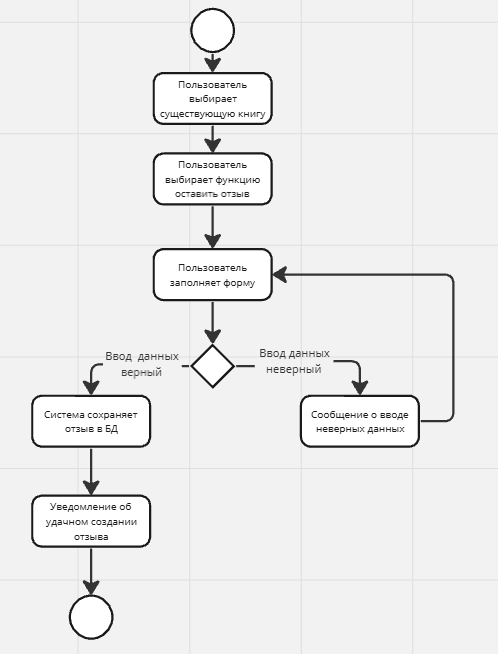 Пользователь
выбирает
существующую книгу
Пользователь
выбирает функцию
оставить отзыв
Пользователь
заполняет форму
Ввод данных
верный
Ввод данных
неверный
Система сохраняет
отзыв в БД
Сообщение о вводе
неверных данных
Уведомление об
удачном создании
отзыва